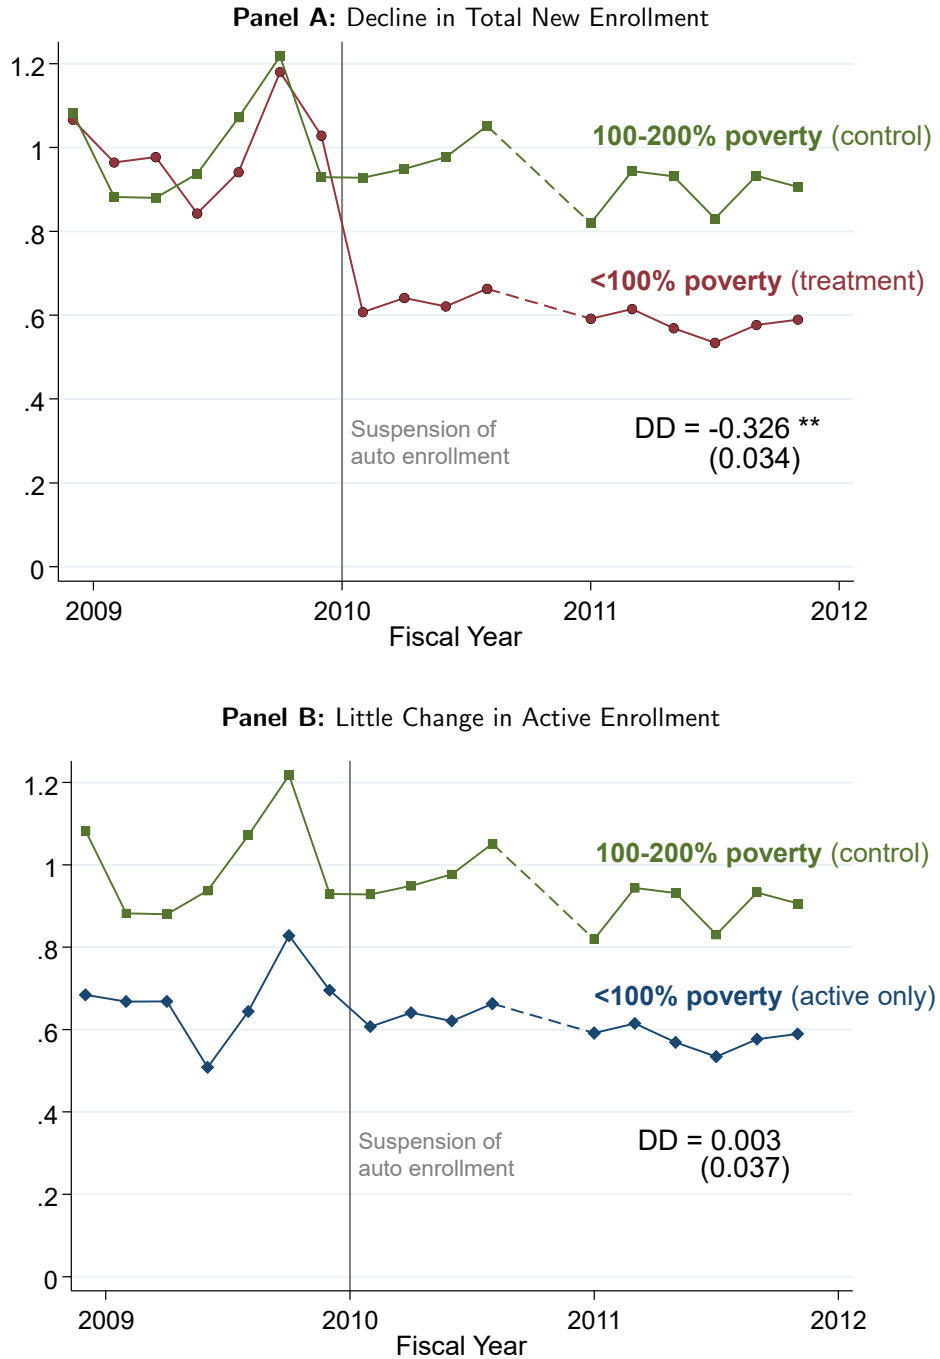 Panel A: Decline in Total New Enrollment
1.2
1
.8
.6
.4
.2
0
100-200% poverty (control)
<100% poverty (treatment)
Suspension of
auto enrollment
DD = -0.326 **
(0.034)
2009
2010
2011
2012
Fiscal Year
Panel B: Little Change in Active Enrollment
1.2
1
.8
.6
.4
.2
0
100-200% poverty (control)
<100% poverty (active only)
Suspension of
auto enrollment
DD = 0.003
(0.037)
2009
2010
2011
2012
Fiscal Year